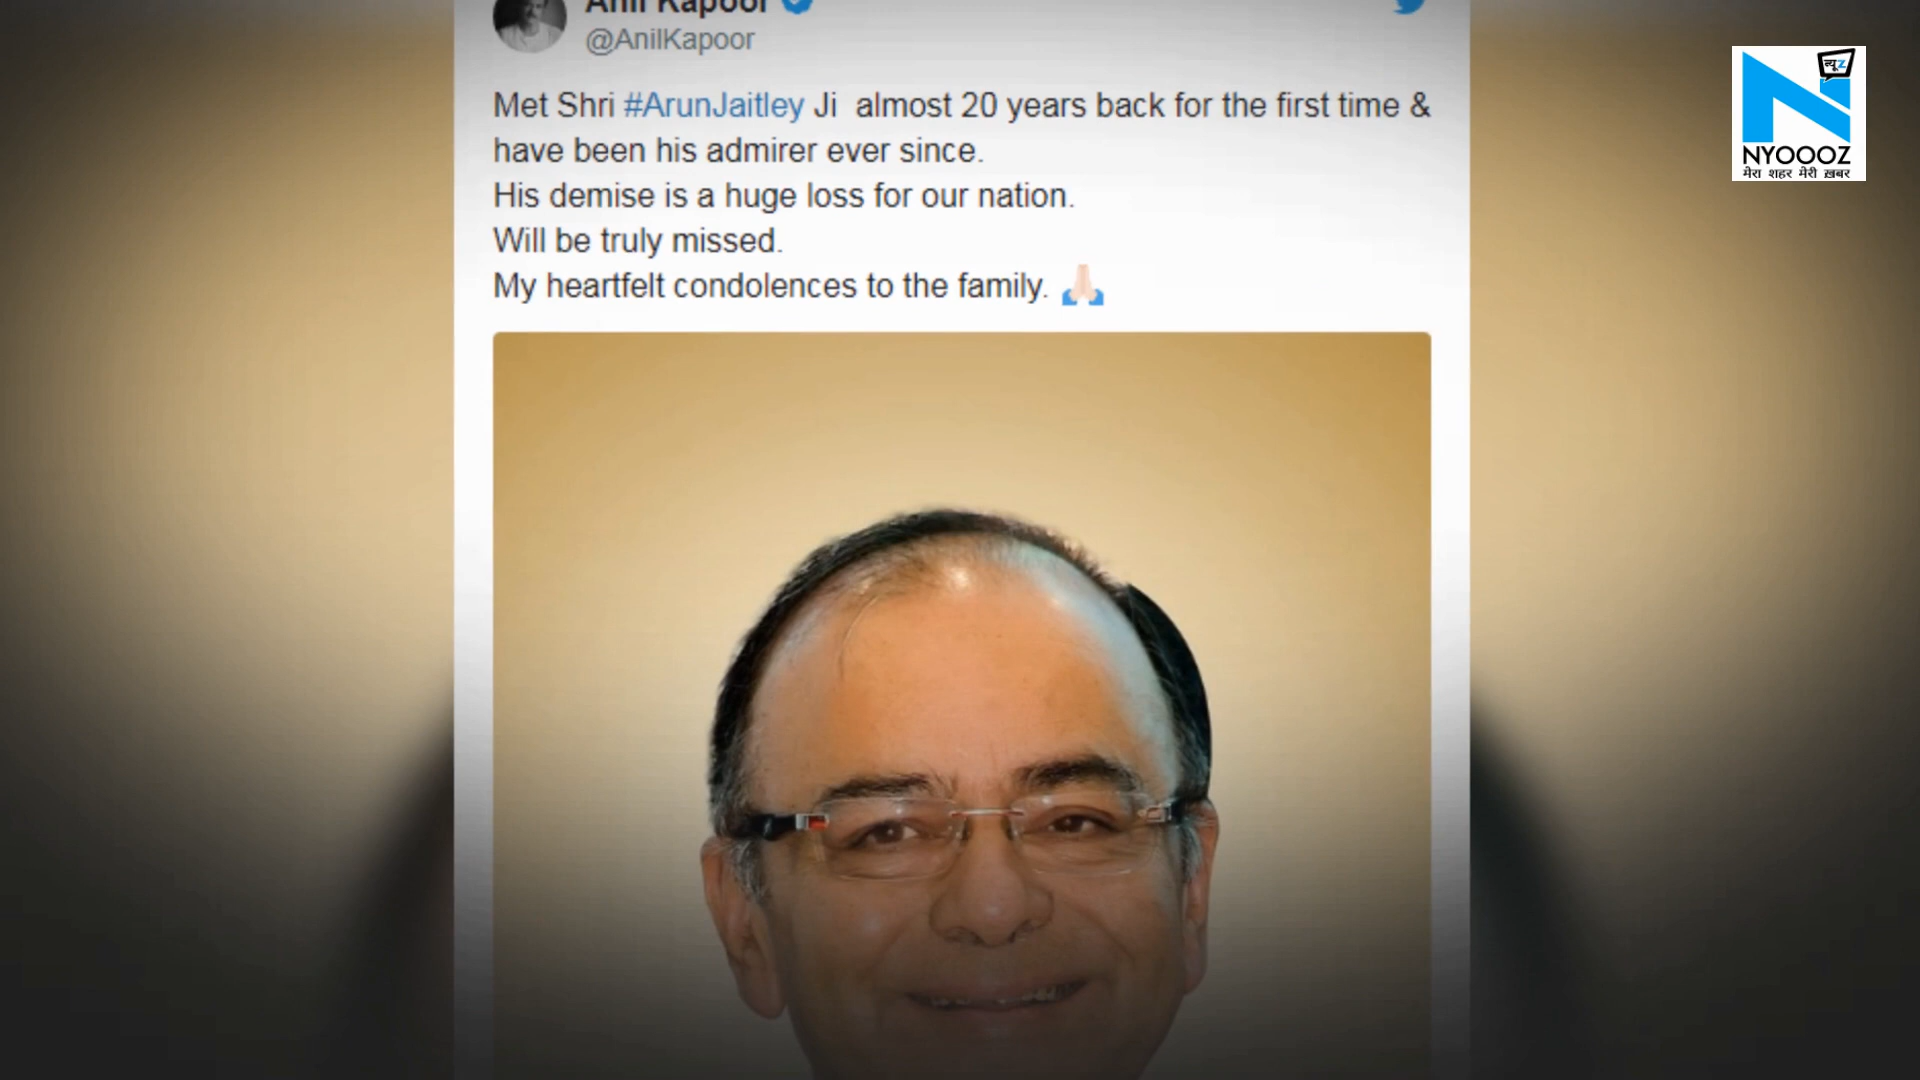 Anil Kapoor
@AnilKapoor
Met Shri #ArunJaitley Ji almost 20 years back for the first time &
have been his admirer ever since.
His demise is a huge loss for our nation.
Will be truly missed.
My heartfelt condolences to the family. 🙏🏻
न्यूz
NYOOOZ
मेरा शहर मेरी ख़बर